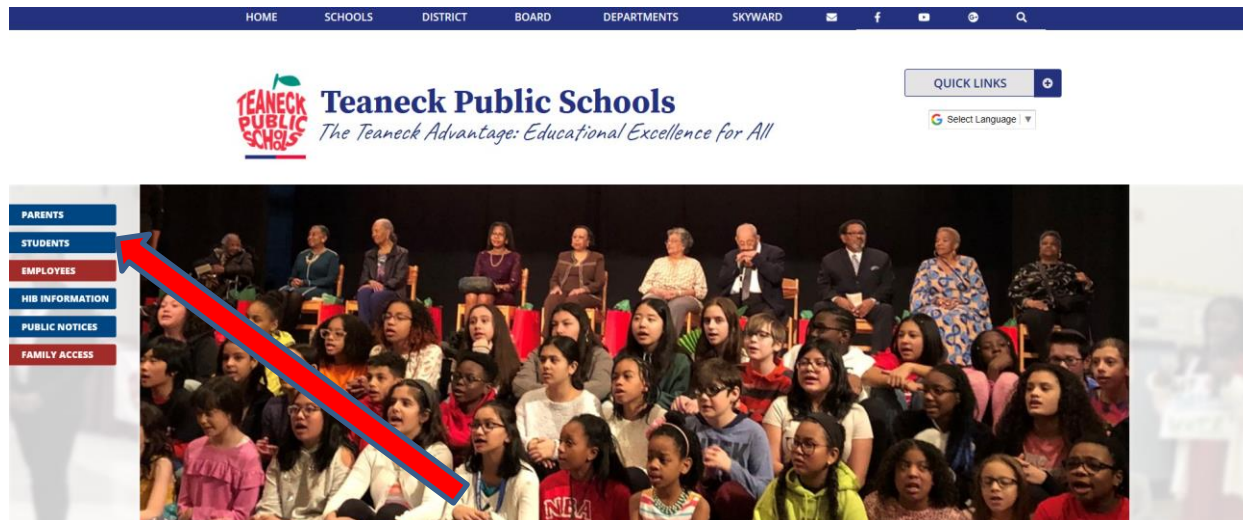 HOME SCHOOLS DISTRICT BOARD DEPARTMENTS SKYWARD
QUICK LINKS
TEANECK
PUBLIC
SCHOOLS
Teaneck Public Schools
The Teaneck Advantage: Educational Excellence for All
Select Language
PARENTS
STUDENTS
EMPLOYEES
HIB INFORMATION
PUBLIC NOTICES
FAMILY ACCESS
NBA